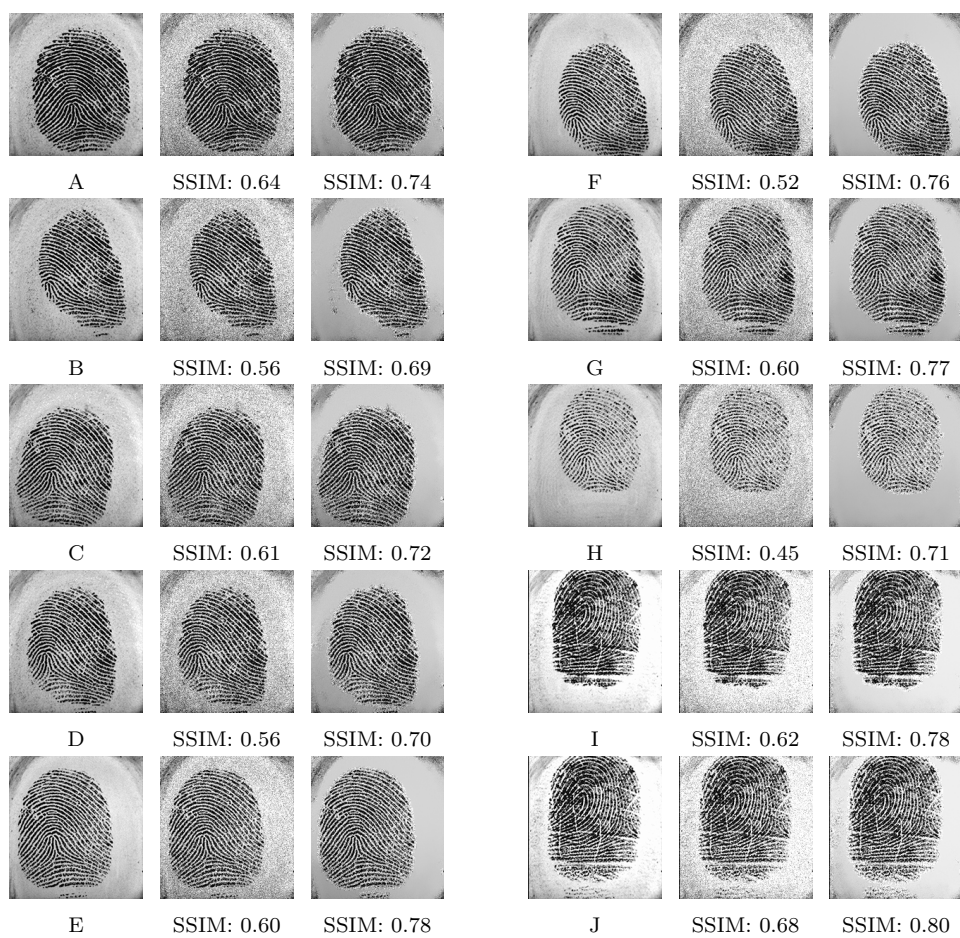 A SSIM: 0.64 SSIM: 0.74 F SSIM: 0.52 SSIM: 0.76
B SSIM: 0.56 SSIM: 0.69 G SSIM: 0.60 SSIM: 0.77
C SSIM: 0.61 SSIM: 0.72 H SSIM: 0.45 SSIM: 0.71
D SSIM: 0.56 SSIM: 0.70 I SSIM: 0.62 SSIM: 0.78
E SSIM: 0.60 SSIM: 0.78 J SSIM: 0.68 SSIM: 0.80